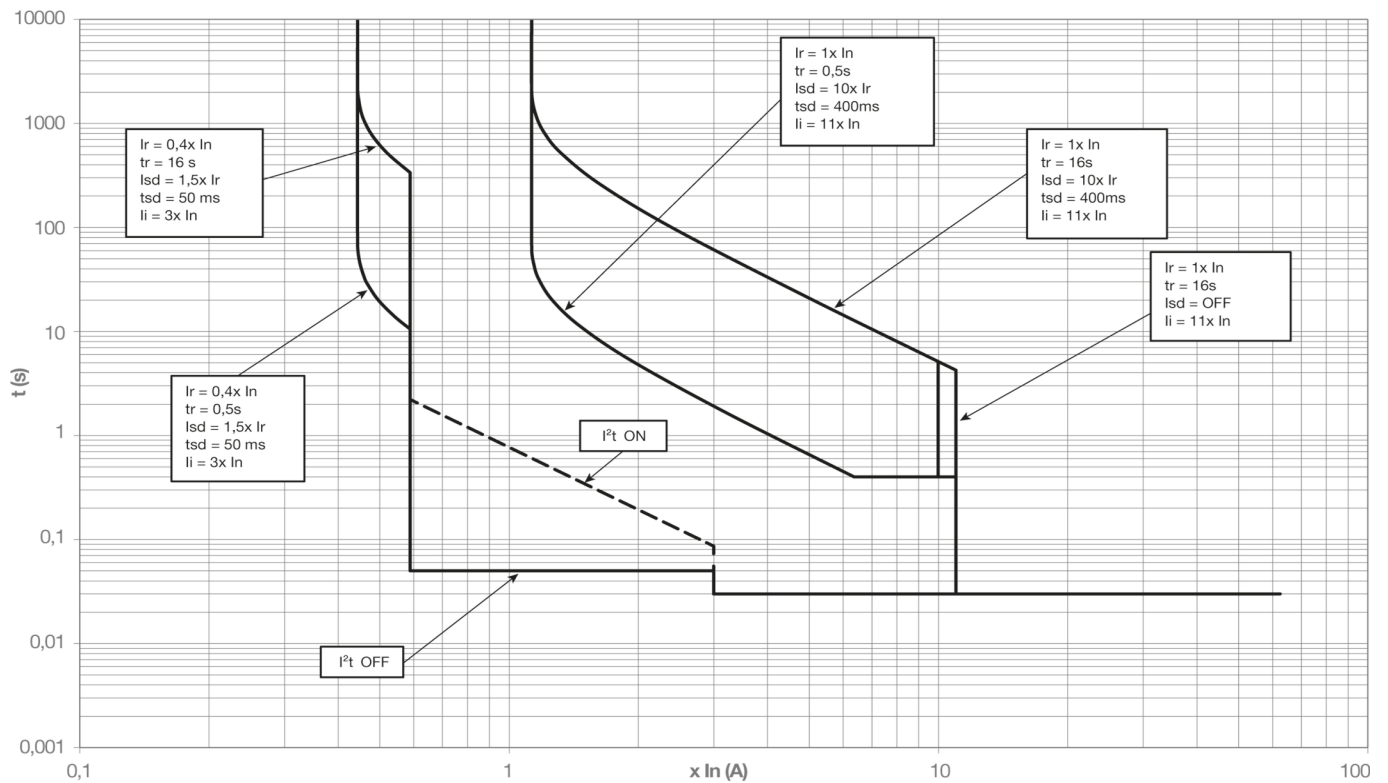 10000
1000
100
10
1
0,1
0,01
0,001
t (s)
0,1
1
10
100
x In (A)
Ir = 0,4x In
tr = 16 s
Isd = 1,5x Ir
tsd = 50 ms
Ii = 3x In
Ir = 0,4x In
tr = 0,5s
Isd = 1,5x Ir
tsd = 50 ms
Ii = 3x In
Ir = 1x In
tr = 0,5s
Isd = 10x Ir
tsd = 400ms
Ii = 11x In
Ir = 1x In
tr = 16s
Isd = 10x Ir
tsd = 400ms
Ii = 11x In
Ir = 1x In
tr = 16s
Isd = OFF
Ii = 11x In
I²t ON
I²t OFF